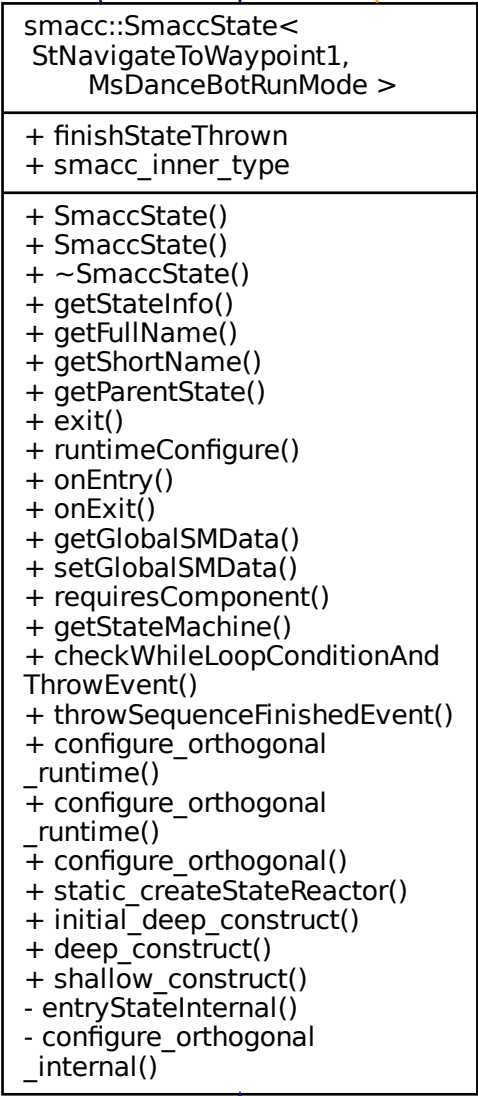 smacc::SmaccState<
StNavigateToWaypoint1,
MsDanceBotRunMode >
+ finishStateThrown
+ smacc_inner_type
+ SmaccState()
+ SmaccState()
+ ~SmaccState()
+ getStateInfo()
+ getFullName()
+ getShortName()
+ getParentState()
+ exit()
+ runtimeConfigure()
+ onEntry()
+ onExit()
+ getGlobalSMData()
+ setGlobalSMData()
+ requiresComponent()
+ getStateMachine()
+ checkWhileLoopConditionAnd
ThrowEvent()
+ throwSequenceFinishedEvent()
+ configure_orthogonal
_runtime()
+ configure_orthogonal
_runtime()
+ configure_orthogonal()
+ static_createStateReactor()
+ initial_deep_construct()
+ deep_construct()
+ shallow_construct()
- entryStateInternal()
- configure_orthogonal
_internal()